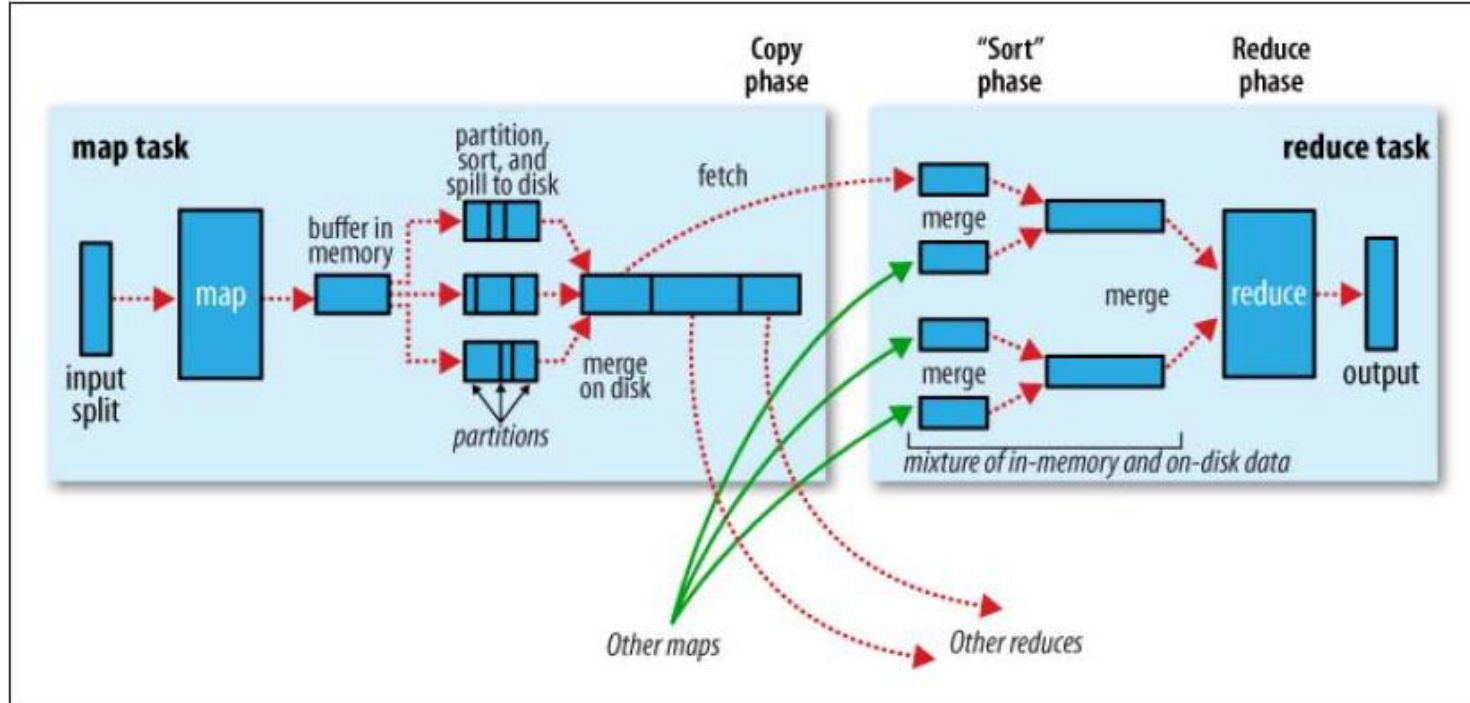 Copy
phase
“Sort”
phase
Reduce
phase
map task
partition,
sort, and
spill to disk
fetch
buffer in
memory
map
input
split
merge
on disk
partitions
reduce task
merge
merge
merge
reduce
output
mixture of in-memory and on-disk data
Other maps
Other reduces